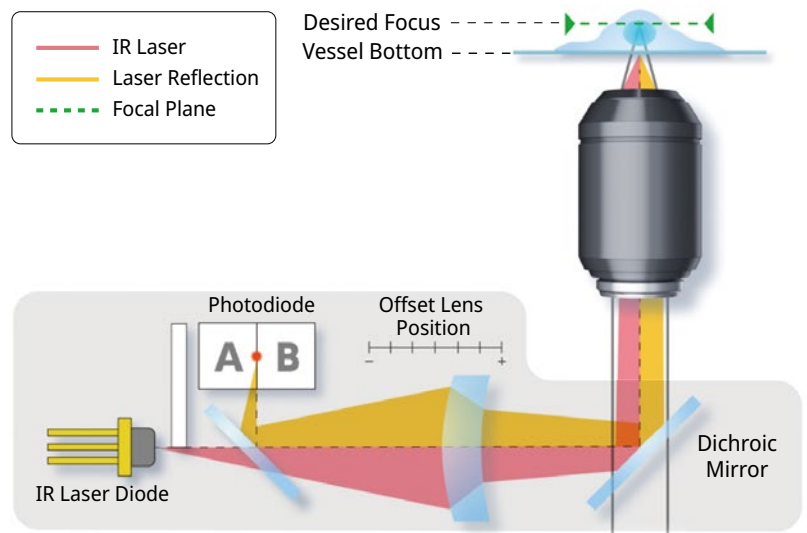 Desired Focus
Vessel Bottom
IR Laser
Laser Reflection
Focal Plane
Photodiode
A B
Offset Lens
Position
- +
IR Laser Diode
Dichroic
Mirror